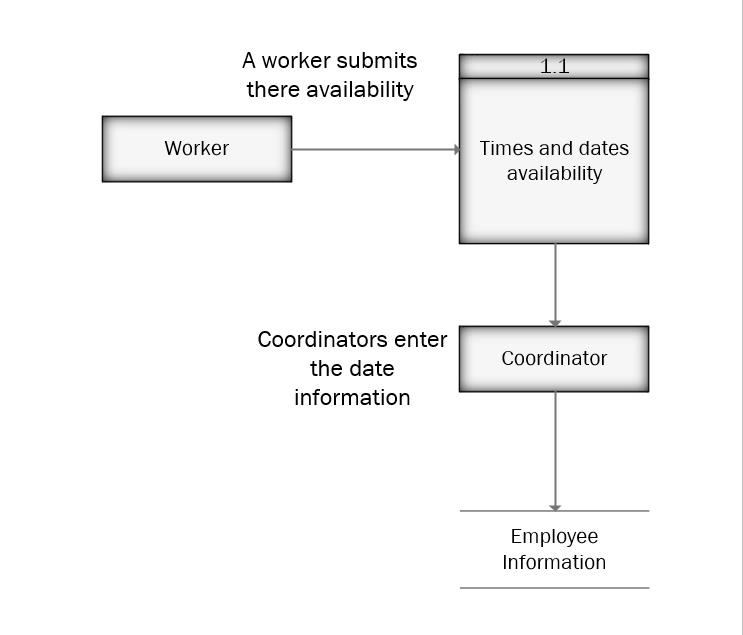 A worker submits
there availability
1.1
Worker
Times and dates
availability
Coordinators enter
the date
information
Coordinator
Employee
Information